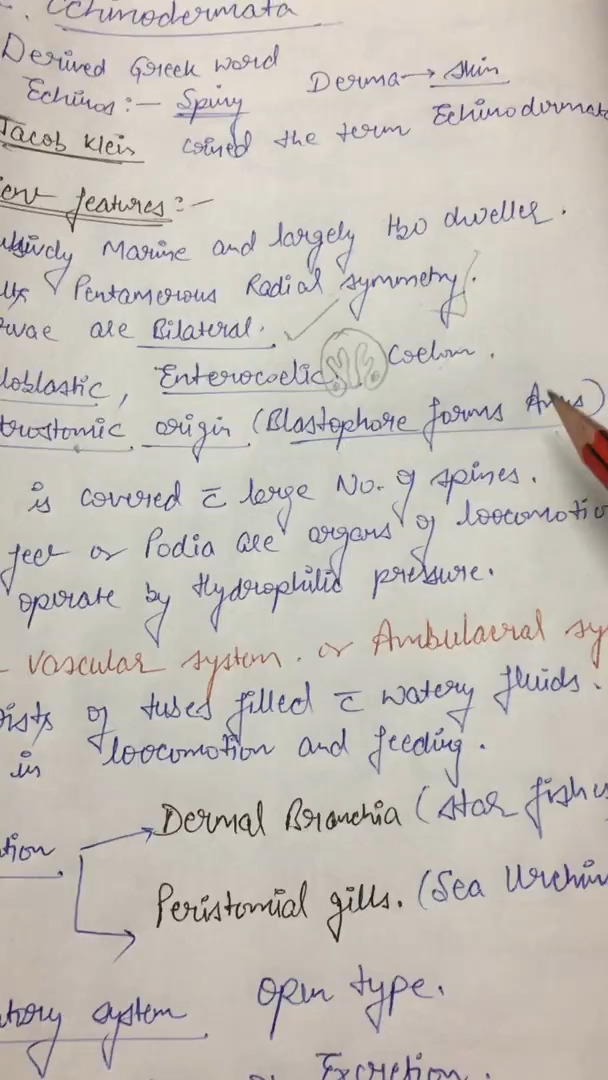 Echinodermata
Derived Greek word
Echinos:- Spiny Derma→ Skin
Jacob Klein coined the term Echinodermata
features:-
Marine and largely H2O dweller.
Pentamerous Radial symmetry.
are Bilateral.
Enterocoelic Coelom.
origin (Blastophore forms Anus)
is covered c̄ large No. of spines.
feet or Podia are organs of loocomotio
operate by Hydrophilic pressure.
vascular system. or Ambulacral sy
of tubes filled c̄ watery fluids.
in loocomotion and feeding.
Dermal Branchia (Star fishes
Peristomial gills. (Sea Urchin
system open type.
Excretion.